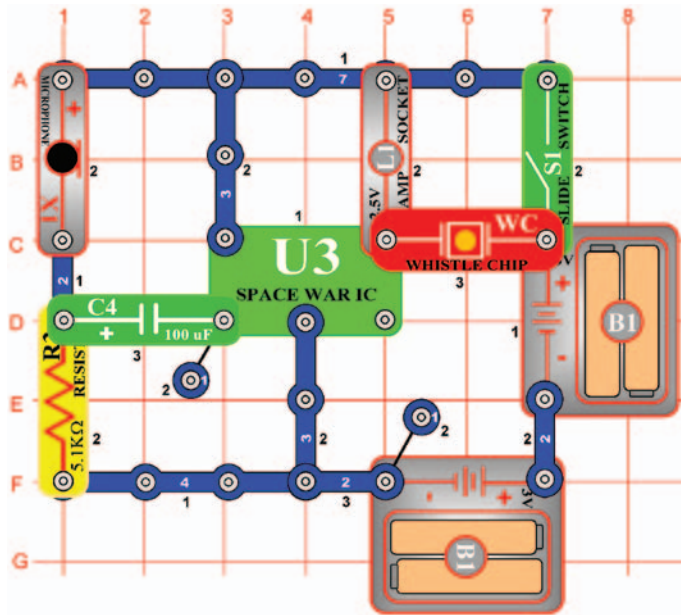 1 2 3 4 5 6 7 8
A
B
C
D
E
F
G
MICROPHONE
+
X1
2
1
7
2
3
L1
2.5V
LAMP SOCKET
2
S1
SLIDE SWITCH
2
1
U3
SPACE WAR IC
WC
WHISTLE CHIP
3
2
1
C4
+
100 uF
3
RESIS
5.1KΩ
2
1
2
3
2
1
2
3V
+
-
B1
1
2
2
4
1
2
3
-
+
3V
B1